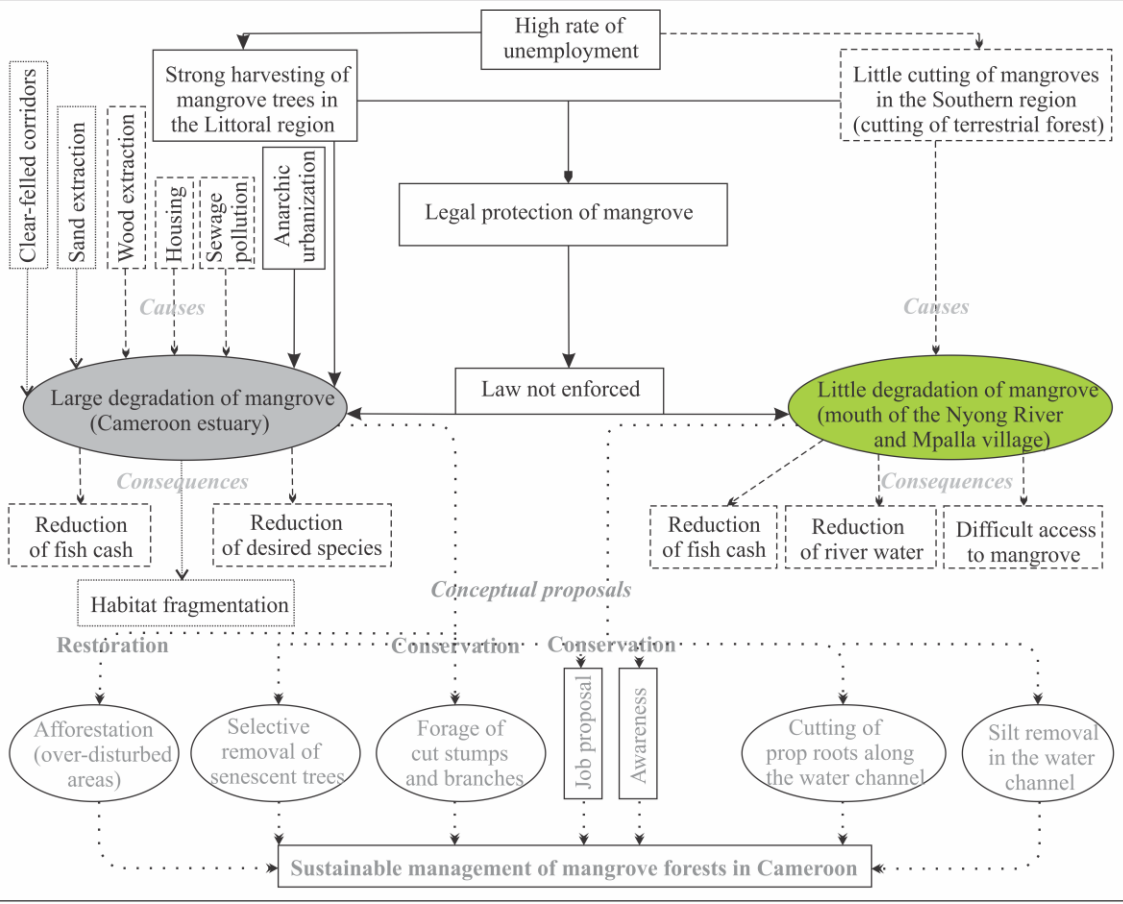 High rate of
unemployment
Strong harvesting of
mangrove trees in
the Littoral region
Little cutting of mangroves
in the Southern region
(cutting of terrestrial forest)
Clear-felled corridors
Sand extraction
Wood extraction
Housing
Sewage
pollution
Anarchic
urbanization
Legal protection of mangrove
Causes
Causes
Large degradation of mangrove
(Cameroon estuary)
Law not enforced
Little degradation of mangrove
(mouth of the Nyong River
and Mpalla village)
Consequences
Consequences
Reduction
of fish cash
Reduction
of desired species
Reduction
of fish cash
Reduction
of river water
Difficult access
to mangrove
Habitat fragmentation
Conceptual proposals
Restoration
Conservation
Conservation
Afforestation
(over-disturbed
areas)
Selective
removal of
senescent trees
Forage of
cut stumps
and branches
Job proposal
Awareness
Cutting of
prop roots along
the water channel
Silt removal
in the water
channel
Sustainable management of mangrove forests in Cameroon